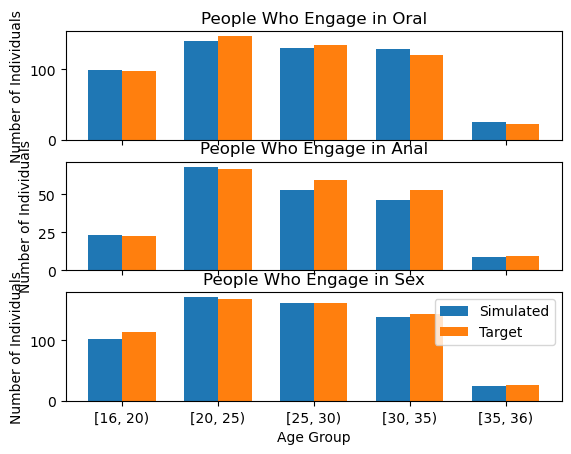 People Who Engage in Oral
Number of Individuals
100
0
People Who Engage in Anal
Number of Individuals
50
25
0
People Who Engage in Sex
Number of Individuals
100
0
Simulated
Target
[16, 20) [20, 25) [25, 30) [30, 35) [35, 36)
Age Group